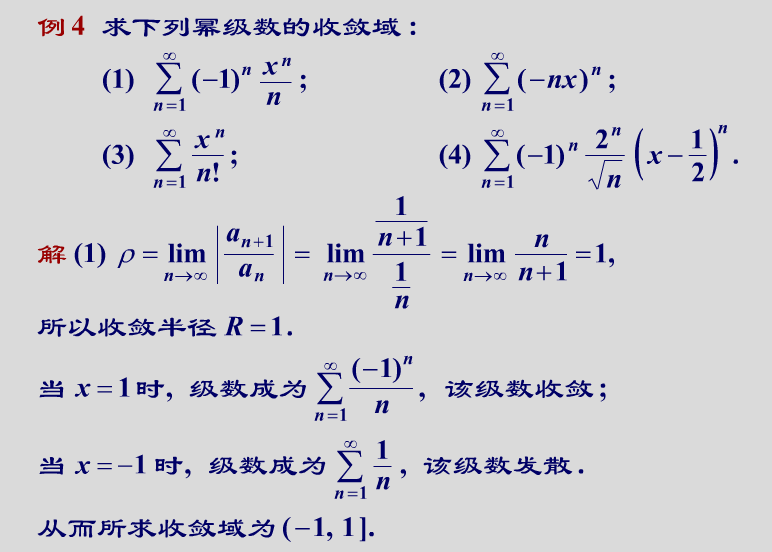 例 4 求下列幂级数的收敛域：
(1) $\sum_{n=1}^{\infty} (-1)^n \frac{x^n}{n}$; (2) $\sum_{n=1}^{\infty} (-nx)^n$;
(3) $\sum_{n=1}^{\infty} \frac{x^n}{n!}$; (4) $\sum_{n=1}^{\infty} (-1)^n \frac{2^n}{\sqrt{n}} \left( x - \frac{1}{2} \right)^n$.
解 (1) $\rho = \lim_{n \to \infty} \left| \frac{a_{n+1}}{a_n} \right| = \lim_{n \to \infty} \frac{\frac{1}{n+1}}{\frac{1}{n}} = \lim_{n \to \infty} \frac{n}{n+1} = 1$,
所以收敛半径 $R = 1$.
当 $x = 1$ 时, 级数成为 $\sum_{n=1}^{\infty} \frac{(-1)^n}{n}$, 该级数收敛;
当 $x = -1$ 时, 级数成为 $\sum_{n=1}^{\infty} \frac{1}{n}$, 该级数发散.
从而所求收敛域为 $(-1, 1]$.